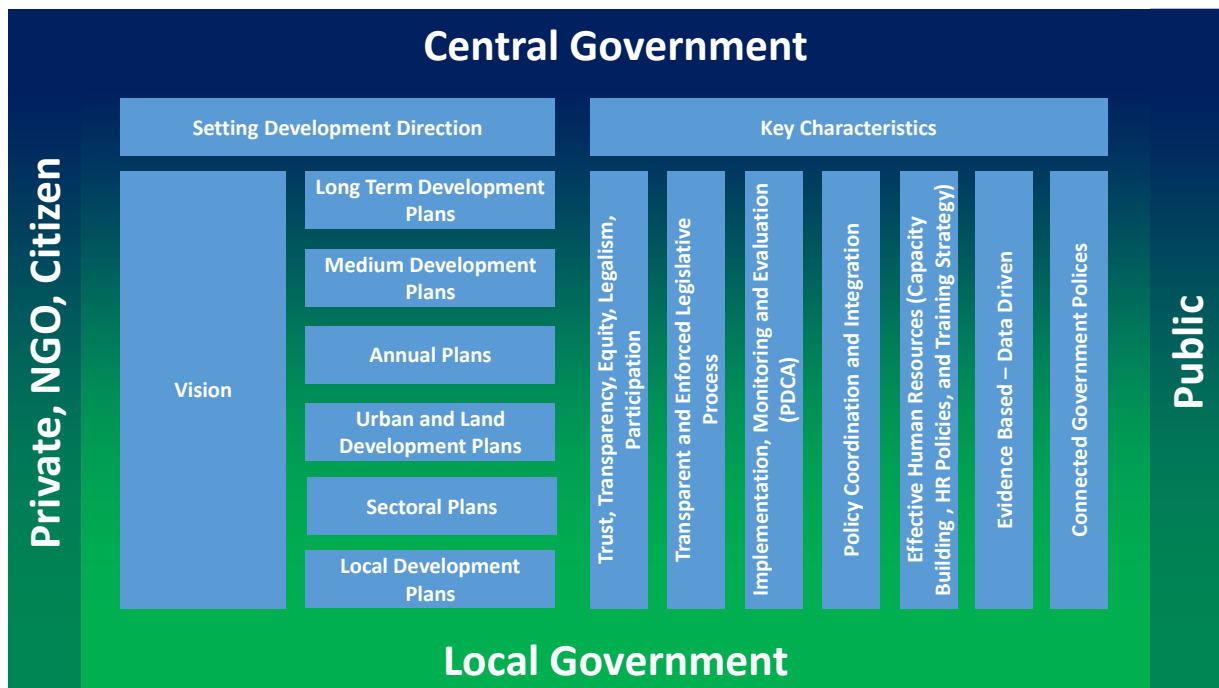 Central Government
Private, NGO, Citizen
Setting Development Direction
Vision
Long Term Development
Plans
Medium Development
Plans
Annual Plans
Urban and Land
Development Plans
Sectoral Plans
Local Development
Plans
Key Characteristics
Trust, Transparency, Equity, Legalism,
Participation
Transparent and Enforced Legislative
Process
Implementation, Monitoring and Evaluation
(PDCA)
Policy Coordination and Integration
Effective Human Resources (Capacity
Building , HR Policies, and Training Strategy)
Evidence Based – Data Driven
Connected Government Polices
Public
Local Government